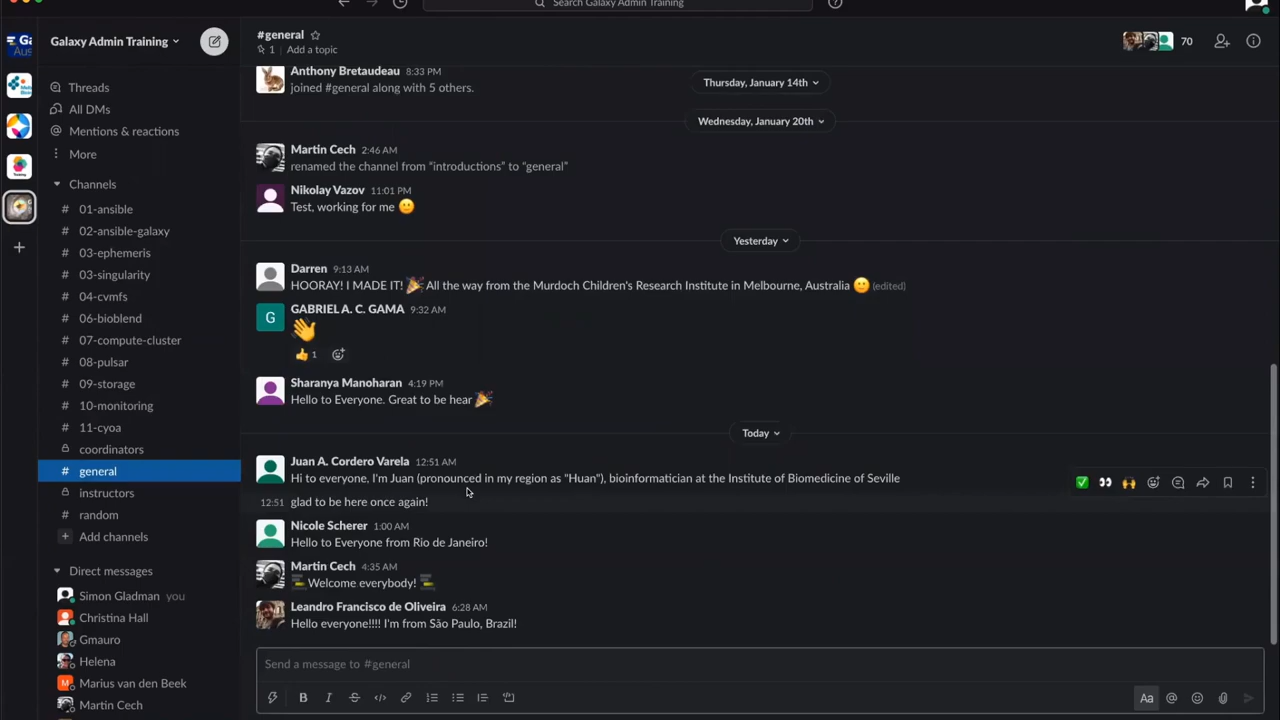 Search Galaxy Admin Training
Galaxy Admin Training
Threads
All DMs
Mentions & reactions
More
Channels
# 01-ansible
# 02-ansible-galaxy
# 03-ephemeris
# 03-singularity
# 04-cvmfs
# 06-bioblend
# 07-compute-cluster
# 08-pulsar
# 09-storage
# 10-monitoring
# 11-cyoa
coordinators
# general
instructors
# random
+ Add channels
Direct messages
Simon Gladman you
Christina Hall
Gmauro
Helena
Marius van den Beek
Martin Cech
#general
1 Add a topic
70
Anthony Bretaudeau 8:33 PM
joined #general along with 5 others.
Thursday, January 14th
Wednesday, January 20th
Martin Cech 2:46 AM
renamed the channel from “introductions” to “general”
Nikolay Vazov 11:01 PM
Test, working for me 🙂
Yesterday
Darren 9:13 AM
HOORAY! I MADE IT! 🎉 All the way from the Murdoch Children's Research Institute in Melbourne, Australia 🙂 (edited)
G
GABRIEL A. C. GAMA 9:32 AM
👋
👍 1
Sharanya Manoharan 4:19 PM
Hello to Everyone. Great to be hear 🎉
Today
Juan A. Cordero Varela 12:51 AM
Hi to everyone, I'm Juan (pronounced in my region as "Huan"), bioinformatician at the Institute of Biomedicine of Seville
12:51 glad to be here once again!
Nicole Scherer 1:00 AM
Hello to Everyone from Rio de Janeiro!
Martin Cech 4:35 AM
Welcome everybody!
Leandro Francisco de Oliveira 6:28 AM
Hello everyone!!!! I'm from São Paulo, Brazil!
Send a message to #general
B I S Aa @